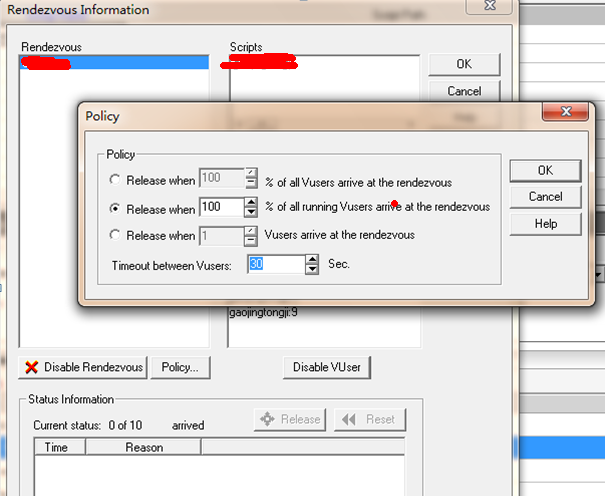 Rendezvous Information
Rendezvous
Scripts
OK
Cancel
Policy
Policy
Release when 100 % of all Vusers arrive at the rendezvous
Release when 100 % of all running Vusers arrive at the rendezvous
Release when 1 Vusers arrive at the rendezvous
Timeout between Vusers: 30 Sec.
OK
Cancel
Help
gaojingtongji:9
Disable Rendezvous
Policy...
Disable VUser
Status Information
Current status: 0 of 10 arrived
Release
Reset
Time
Reason